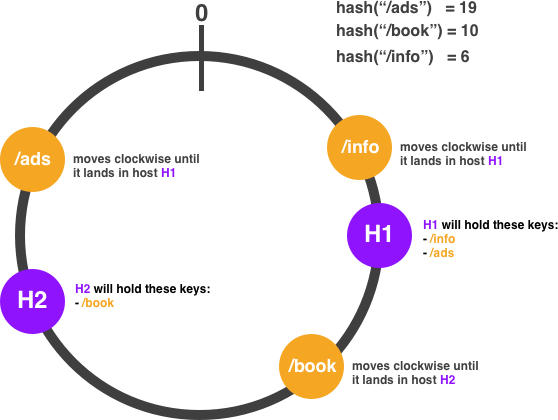 0
hash(“/ads”) = 19
hash(“/book”) = 10
hash(“/info”) = 6
/ads
moves clockwise until
it lands in host H1
/info
moves clockwise until
it lands in host H1
H1
H1 will hold these keys:
- /info
- /ads
H2
H2 will hold these keys:
- /book
/book
moves clockwise until
it lands in host H2